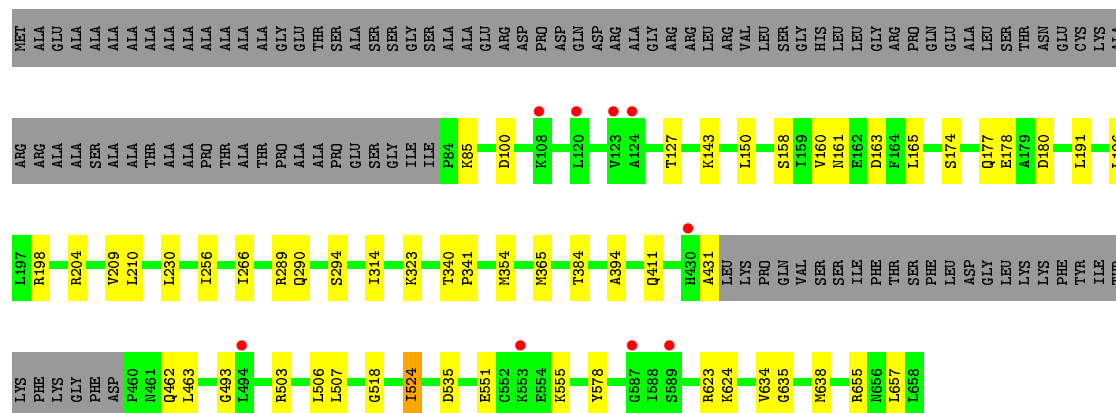 MET ALA GLU ALA ALA ALA ALA ALA ALA ALA ALA ALA ALA ALA GLY GLU THR SER ALA SER SER GLY SER ALA ALA GLU ARG ASP PRO ASP GLN ASP ARG ALA GLY ARG ARG LEU ARG VAL LEU SER GLY HIS LEU LEU GLY ARG PRO GLN GLU ALA LEU SER THR ASN GLU CYS LYS ALA
ARG ARG ALA ALA SER ALA ALA THR ALA ALA PRO THR ALA THR PRO ALA ALA PRO GLU SER GLY ILE ILE P84 K85 D100 K108 L120 V123 A124 T127 K143 L150 S158 I159 V160 N161 E162 D163 F164 L165 S174 Q177 E178 A179 D180 L191 L196
L197 R198 R204 V209 L210 L230 I256 I266 R289 Q290 S294 I314 K323 T340 P341 M354 M365 T384 A394 Q411 H430 A431 LEU LYS PRO GLN VAL SER SER ILE PHE THR SER PHE LEU ASP GLY LEU LYS LYS PHE TYR ILE THR
LYS PHE LYS GLY PHE ASP P460 N461 Q462 L463 G493 L494 R503 L506 L507 G518 I524 D535 E551 C552 K553 E554 K555 Y578 G587 I588 S589 R623 K624 V634 G635 M638 R655 N656 L657 L658